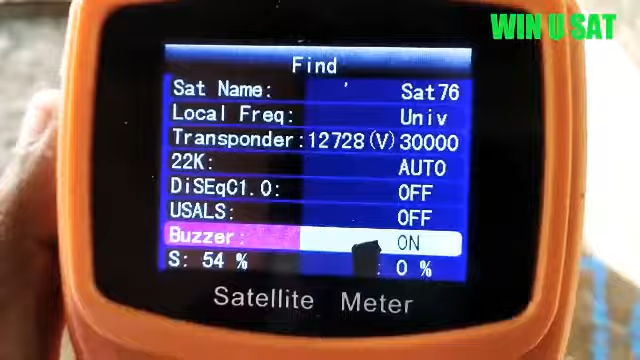 WIN U SAT
Find
Sat Name: Sat76
Local Freq: Univ
Transponder:12728(V)30000
22K: AUTO
DiSEqC1.0: OFF
USALS: OFF
Buzzer: ON
S: 54 % : 0 %
Satellite Meter